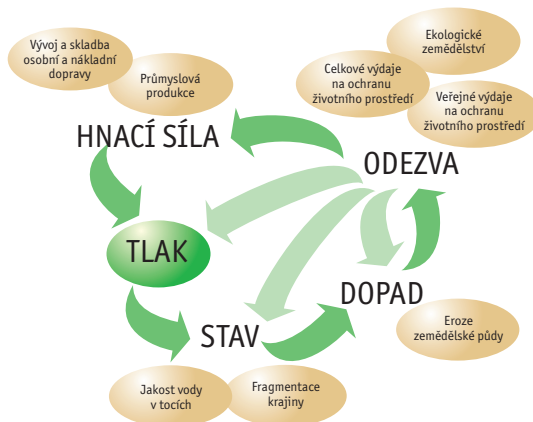 Vývoj a skladba
osobní a nákladní
dopravy
Průmyslová
produkce
Ekologické
zemědělství
Celkové výdaje
na ochranu
životního prostředí
Veřejné výdaje
na ochranu
životního prostředí
HNACÍ SÍLA
ODEZVA
TLAK
DOPAD
STAV
Eroze
zemědělské půdy
Jakost vody
v tocích
Fragmentace
krajiny